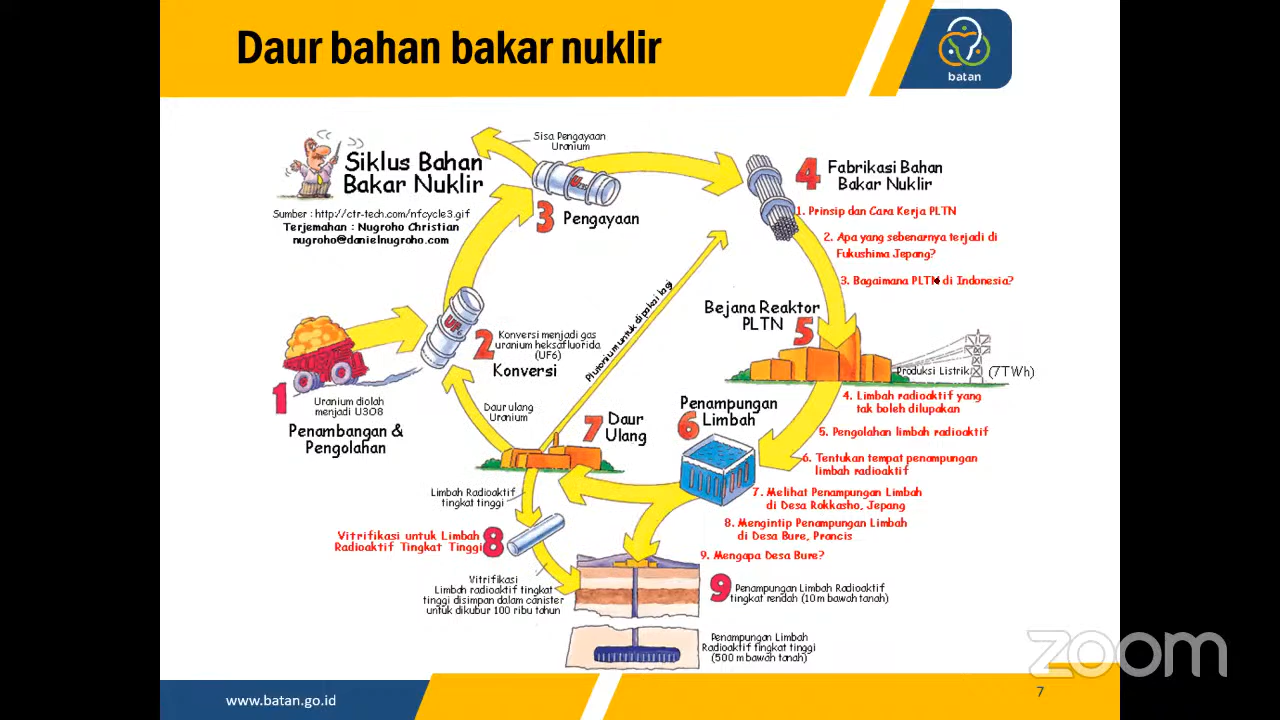 Daur bahan bakar nuklir
batan
Siklus Bahan
Bakar Nuklir
Sumber : http://ctr-tech.com/nfcycle3.gif
Terjemahan : Nugroho Christian
nugroho@danielnugroho.com
Sisa Pengayaan
Uranium
3 Pengayaan
4 Fabrikasi Bahan
Bakar Nuklir
1. Prinsip dan Cara Kerja PLTN
2. Apa yang sebenarnya terjadi di
Fukushima Jepang?
3. Bagaimana PLTN di Indonesia?
Plutonium untuk dipakai lagi
Bejana Reaktor
PLTN 5
Produksi Listrik (7TWh)
UF6
2 Konversi menjadi gas
uranium heksafluorida
(UF6)
Konversi
1
Uranium diolah
menjadi U3O8
Penambangan &
Pengolahan
Daur ulang
Uranium
7 Daur
Ulang
Penampungan
6 Limbah
4. Limbah radioaktif yang
tak boleh dilupakan
5. Pengolahan limbah radioaktif
6. Tentukan tempat penampungan
limbah radioaktif
7. Melihat Penampungan Limbah
di Desa Rokkasho, Jepang
8. Mengintip Penampungan Limbah
di Desa Bure, Prancis
9. Mengapa Desa Bure?
Limbah Radioaktif
tingkat tinggi
Vitrifikasi untuk Limbah
Radioaktif Tingkat Tinggi 8
Vitrifikasi
Limbah radioaktif tingkat
tinggi disimpan dalam canister
untuk dikubur 100 ribu tahun
9 Penampungan Limbah Radioaktif
tingkat rendah (10 m bawah tanah)
Penampungan Limbah
Radioaktif tingkat tinggi
(500 m bawah tanah)
zoom
www.batan.go.id
7